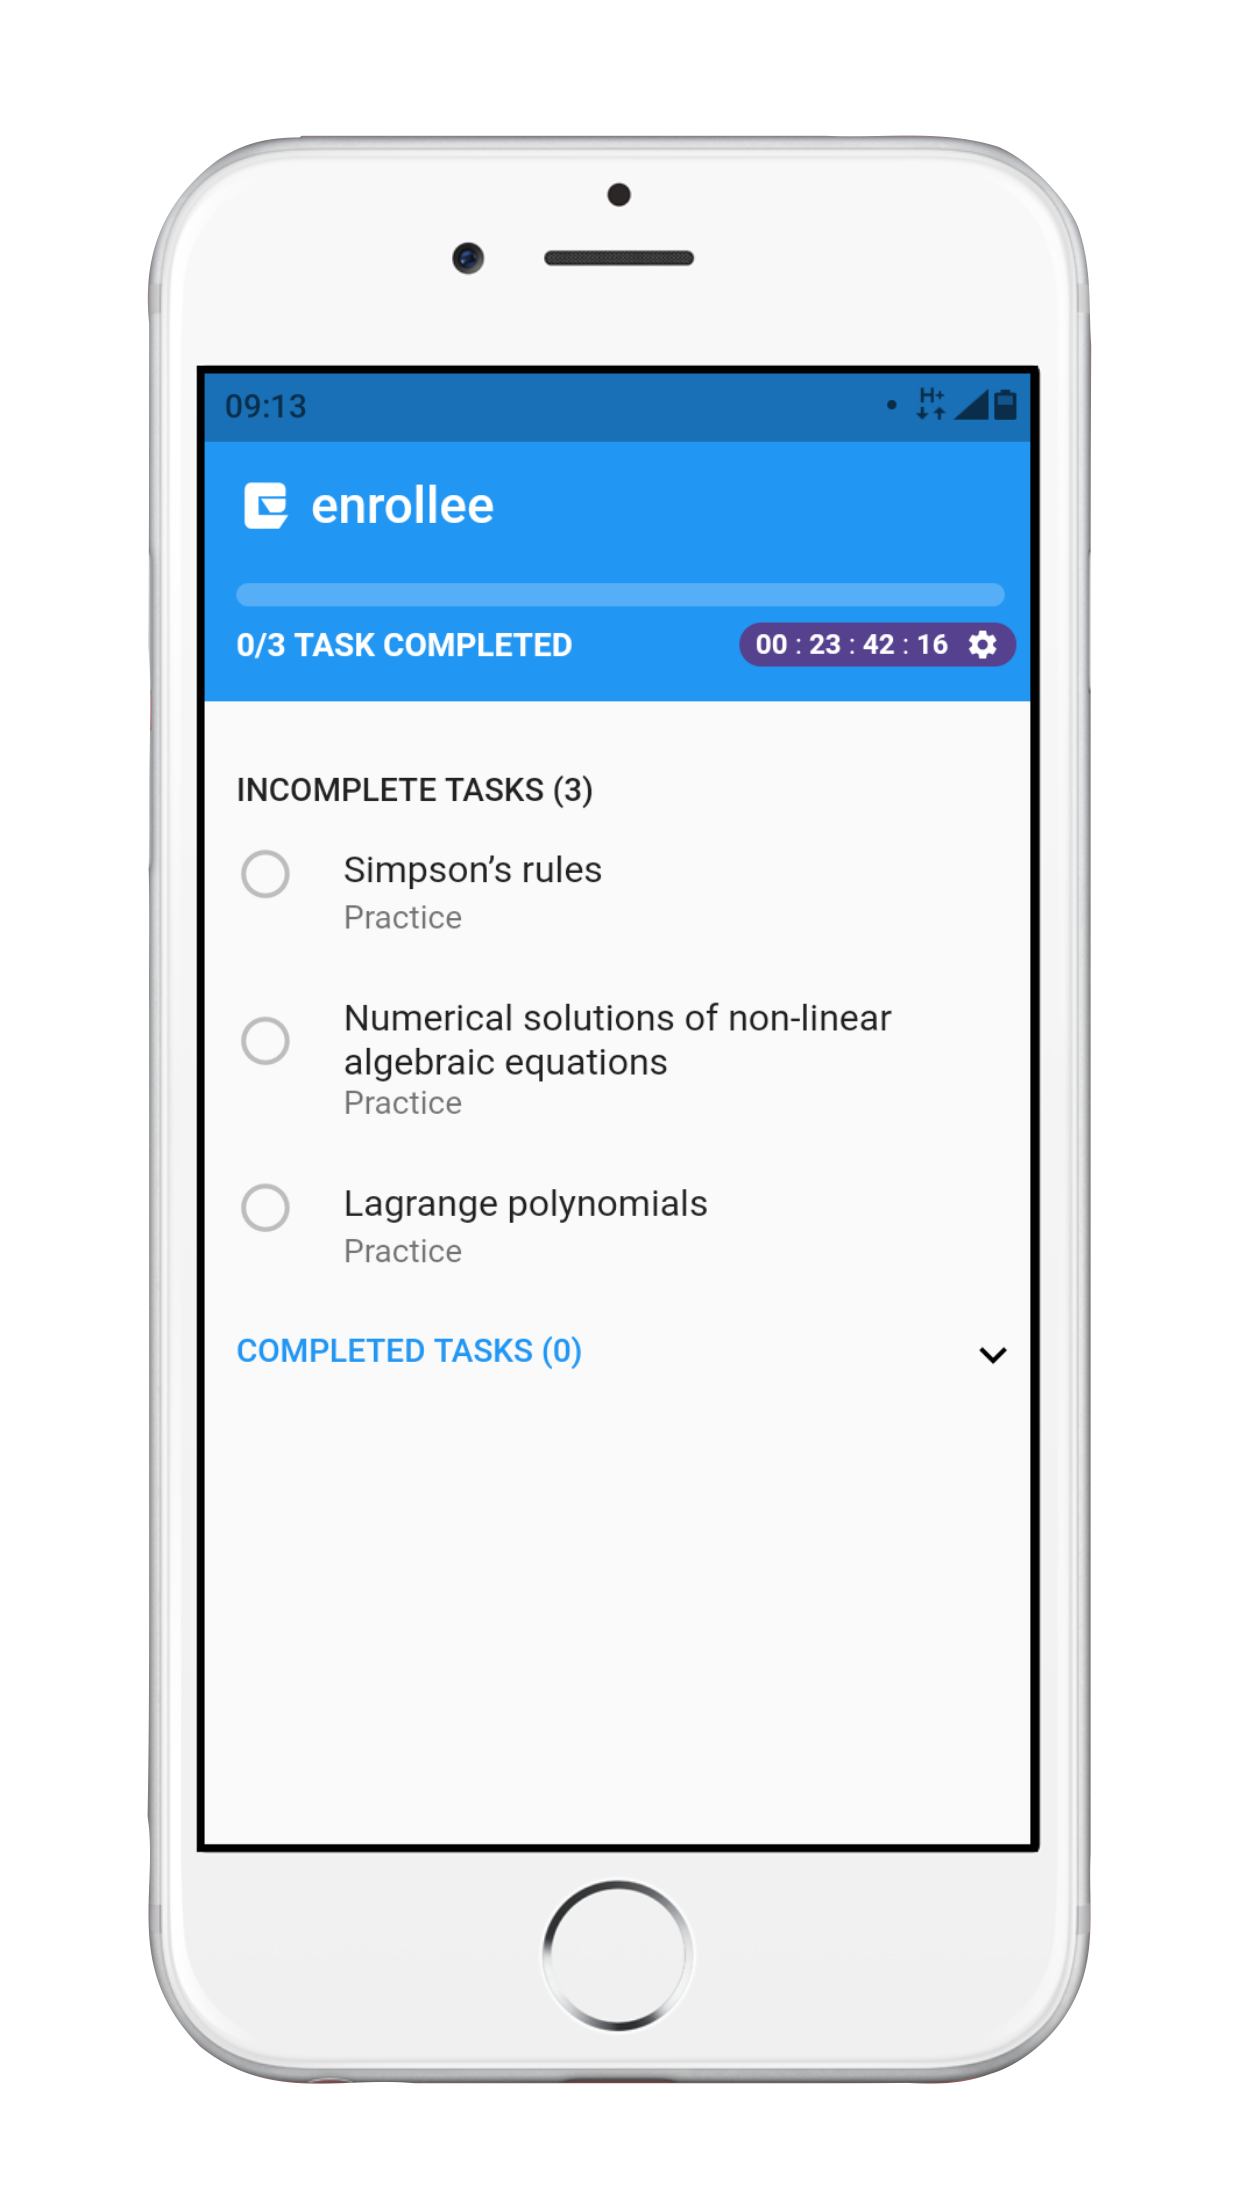 09:13
H+
enrollee
0/3 TASK COMPLETED
00 : 23 : 42 : 16
INCOMPLETE TASKS (3)
Simpson’s rules
Practice
Numerical solutions of non-linear
algebraic equations
Practice
Lagrange polynomials
Practice
COMPLETED TASKS (0)